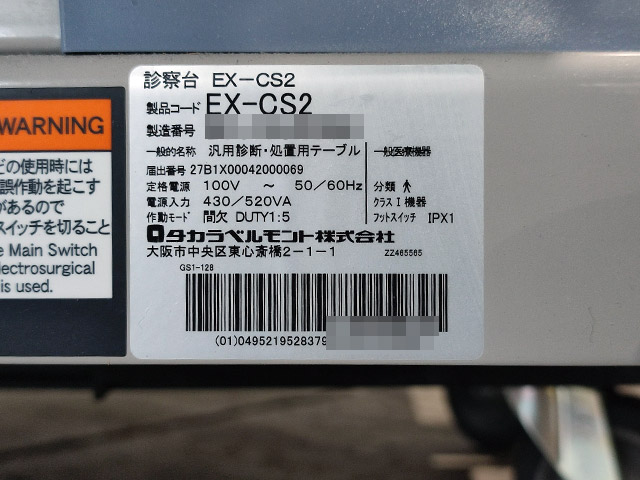 WARNING
どの使用時には
誤作動を起こす
があるので
スイッチを切ること
e Main Switch
lectrosurgical
is used.
診察台 EX-CS2
製品コード EX-CS2
製造番号
一般的名称 汎用診断・処置用テーブル 一般医療機器
届出番号 27B1X00042000069
定格電源 100V ～ 50/60Hz 分類
電源入力 430/520VA クラスⅠ機器
作動モード 間欠 DUTY1:5 フットスイッチ IPX1
タカラベルモント株式会社
大阪市中央区東心斎橋2-1-1 ZZ465565
GS1-128
(01)0495219528379